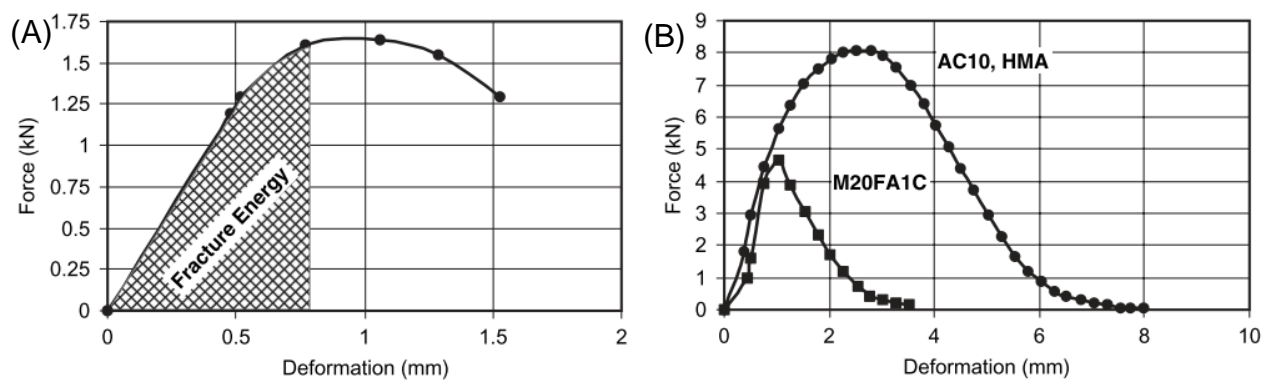 (A)
1.75
1.5
1.25
1
0.75
0.5
0.25
0
Force (kN)
Fracture Energy
0 0.5 1 1.5 2
Deformation (mm)
(B)
9
8
7
6
5
4
3
2
1
0
Force (kN)
AC10, HMA
M20FA1C
0 2 4 6 8 10
Deformation (mm)